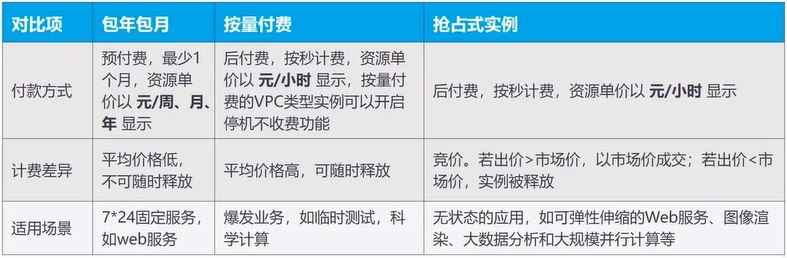 对比项 包年包月 按量付费 抢占式实例
付款方式
预付费，最少1
个月，资源单
价以 元/周、月、
年 显示
后付费，按秒计费，资源单
价以 元/小时 显示，按量付
费的VPC类型实例可以开启
停机不收费功能
后付费，按秒计费，资源单价以 元/小时 显示
计费差异
平均价格低，
不可随时释放
平均价格高，可随时释放
竞价。若出价>市场价，以市场价成交；若出价<市
场价，实例被释放
适用场景
7*24固定服务，
如web服务
爆发业务，如临时测试，科
学计算
无状态的应用，如可弹性伸缩的Web服务、图像渲
染、大数据分析和大规模并行计算等